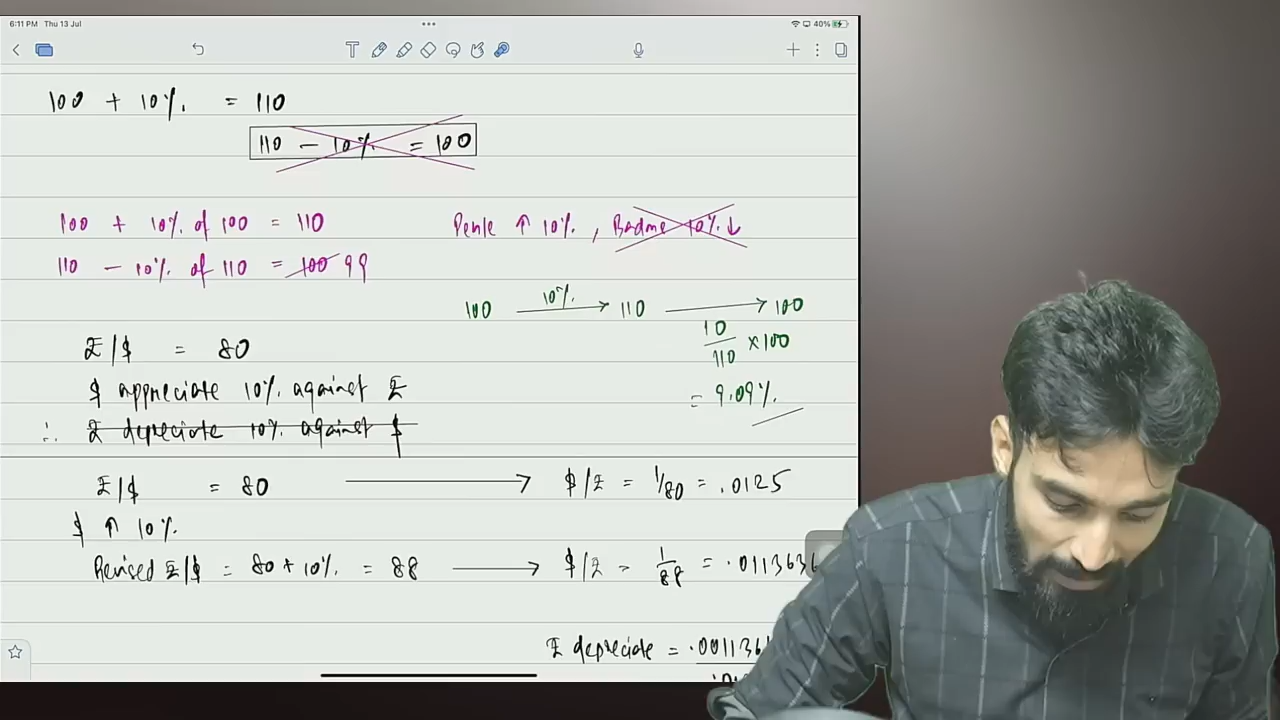 6:11 PM Thu 13 Jul
40%
100 + 10% = 110
110 — 10% = 100
100 + 10% of 100 = 110
110 — 10% of 110 = 100 99
Pehle ↑ 10%, Badme 10% ↓
100 10% → 110 → 100
10/110 × 100
= 9.09%
₹/$ = 80
$ appreciate 10% against ₹
∴ ₹ depreciate 10% against $
₹/$ = 80 → $/₹ = 1/80 = .0125
$ ↑ 10%
Revised ₹/$ = 80 + 10% = 88 → $/₹ = 1/88 = .0113636
₹ depreciate = .001136